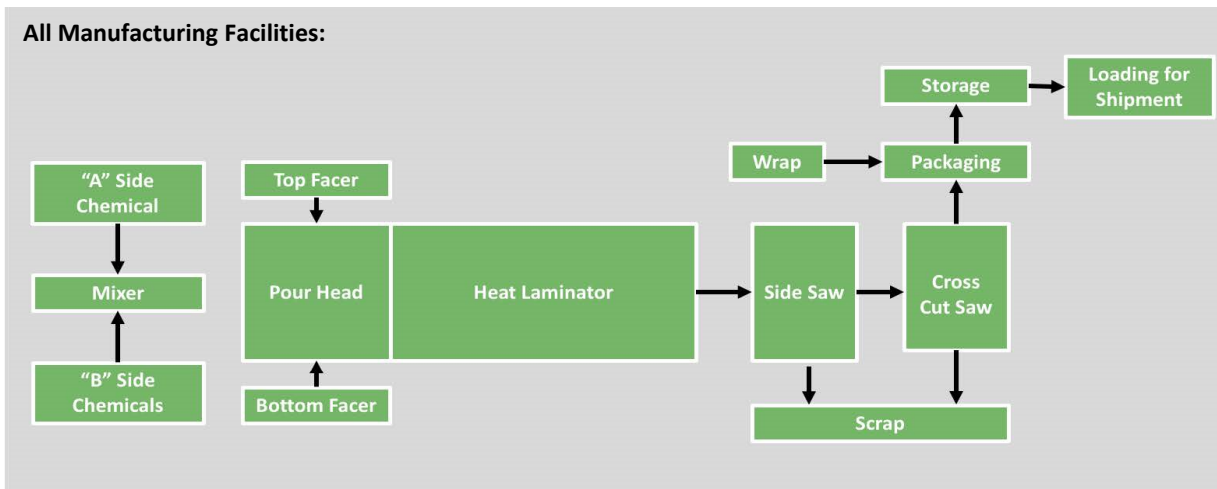 All Manufacturing Facilities:
Storage
Loading for
Shipment
Wrap
Packaging
“A” Side
Chemical
Top Facer
Mixer
Pour Head
Heat Laminator
Side Saw
Cross
Cut Saw
“B” Side
Chemicals
Bottom Facer
Scrap